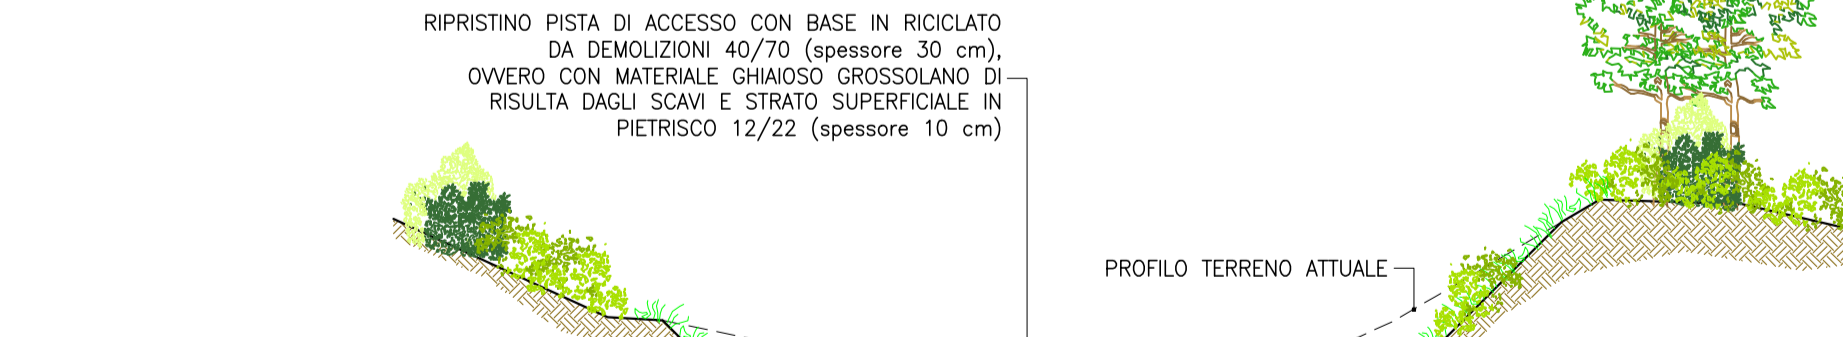 RIPRISTINO PISTA DI ACCESSO CON BASE IN RICICLATO
DA DEMOLIZIONI 40/70 (spessore 30 cm),
OVVERO CON MATERIALE GHIAIOSO GROSSOLANO DI
RISULTA DAGLI SCAVI E STRATO SUPERFICIALE IN
PIETRISCO 12/22 (spessore 10 cm)
PROFILO TERRENO ATTUALE